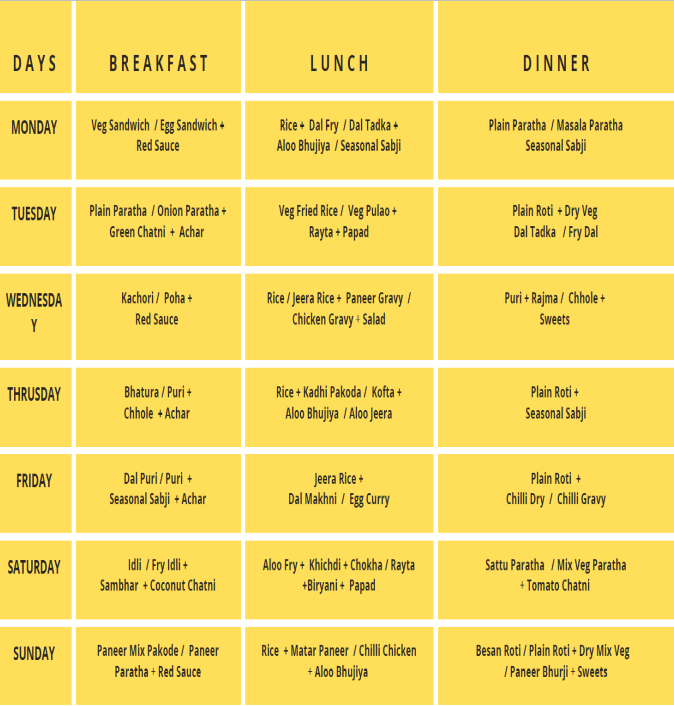 DAYS BREAKFAST LUNCH DINNER
MONDAY
Veg Sandwich / Egg Sandwich +
Red Sauce
Rice + Dal Fry / Dal Tadka +
Aloo Bhujiya / Seasonal Sabji
Plain Paratha / Masala Paratha
Seasonal Sabji
TUESDAY
Plain Paratha / Onion Paratha +
Green Chatni + Achar
Veg Fried Rice / Veg Pulao +
Rayta + Papad
Plain Roti + Dry Veg
Dal Tadka / Fry Dal
WEDNESDA
Y
Kachori / Poha +
Red Sauce
Rice / Jeera Rice + Paneer Gravy /
Chicken Gravy + Salad
Puri + Rajma / Chhole +
Sweets
THRUSDAY
Bhatura / Puri +
Chhole + Achar
Rice + Kadhi Pakoda / Kofta +
Aloo Bhujiya / Aloo Jeera
Plain Roti +
Seasonal Sabji
FRIDAY
Dal Puri / Puri +
Seasonal Sabji + Achar
Jeera Rice +
Dal Makhni / Egg Curry
Plain Roti +
Chilli Dry / Chilli Gravy
SATURDAY
Idli / Fry Idli +
Sambhar + Coconut Chatni
Aloo Fry + Khichdi + Chokha / Rayta
+Biryani + Papad
Sattu Paratha / Mix Veg Paratha
+ Tomato Chatni
SUNDAY
Paneer Mix Pakode / Paneer
Paratha + Red Sauce
Rice + Matar Paneer / Chilli Chicken
+ Aloo Bhujiya
Besan Roti / Plain Roti + Dry Mix Veg
/ Paneer Bhurji + Sweets